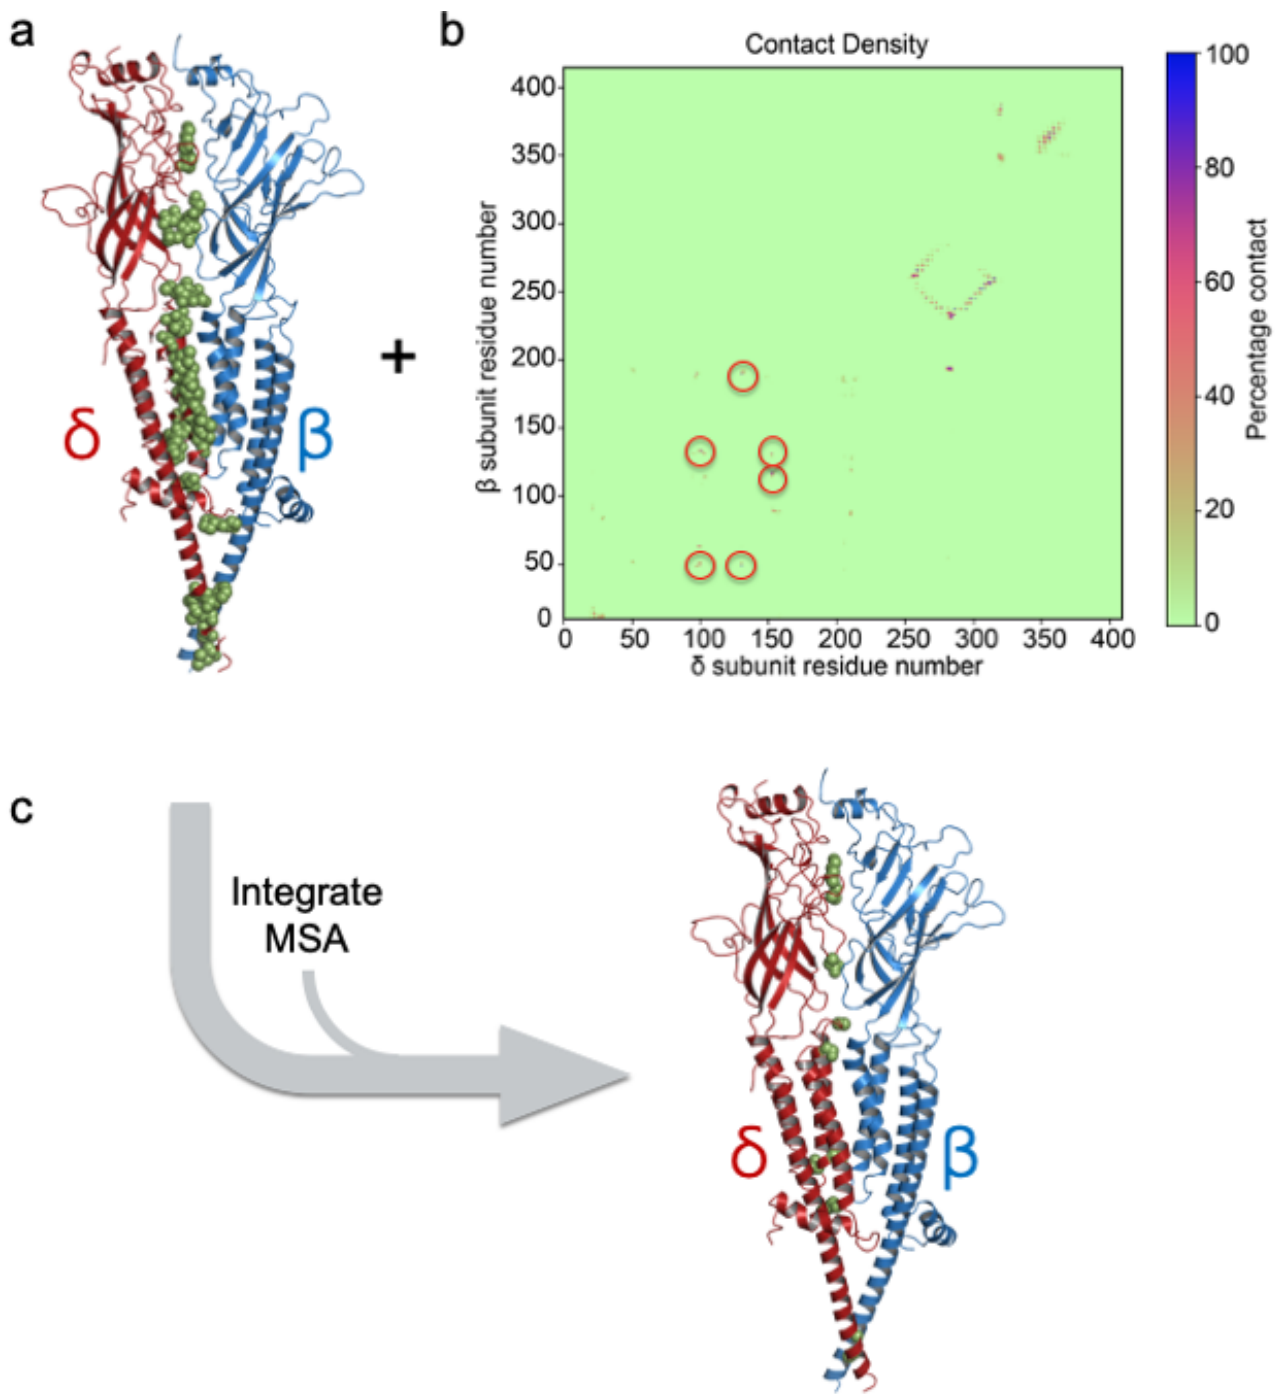 a
b
Contact Density
δ
β
+
β subunit residue number
400
350
300
250
200
150
100
50
0
0 50 100 150 200 250 300 350 400
δ subunit residue number
100
80
60
40
20
0
Percentage contact
c
Integrate
MSA
δ
β